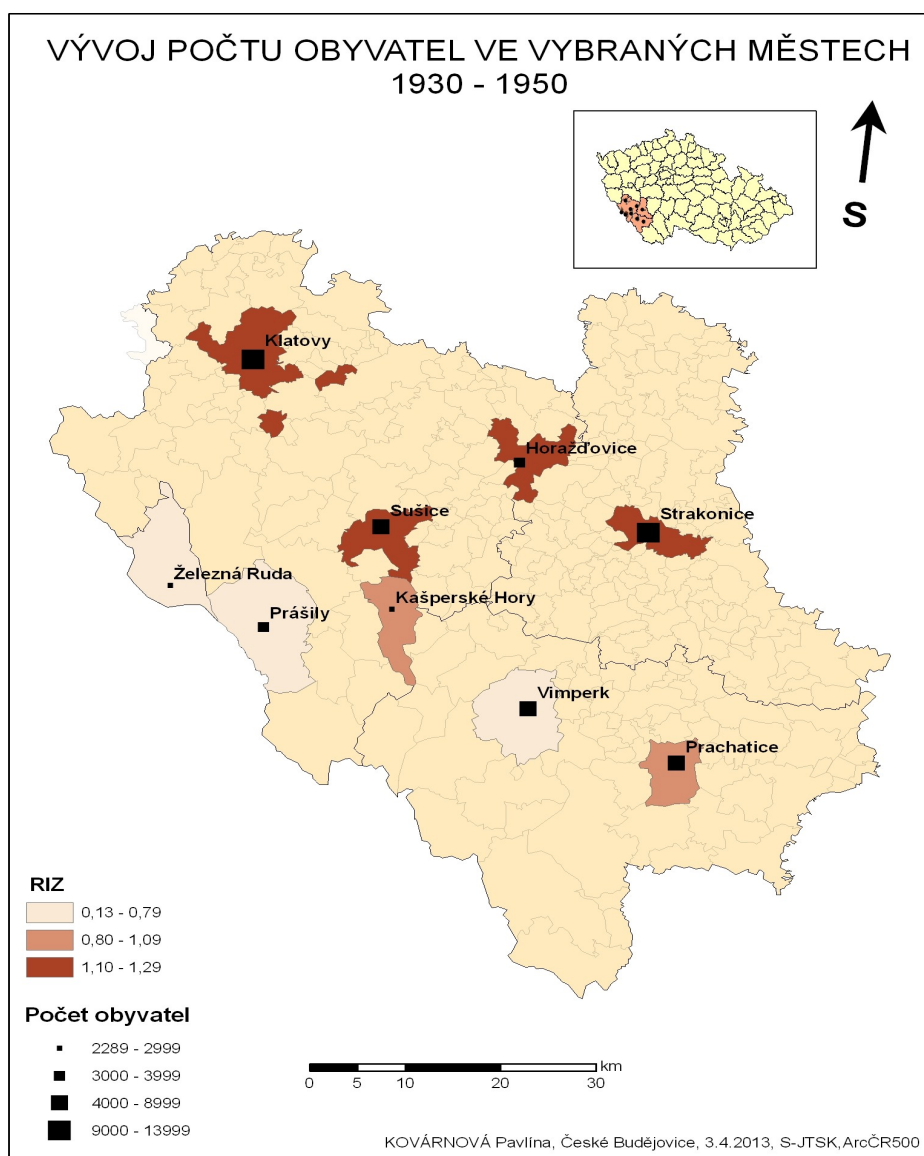 VÝVOJ POČTU OBYVATEL VE VYBRANÝCH MĚSTECH
1930 - 1950
S
Klatovy
Horažďovice
Sušice
Strakonice
Železná Ruda
Kašperské Hory
Prášily
Vimperk
Prachatice
RIZ
0,13 - 0,79
0,80 - 1,09
1,10 - 1,29
Počet obyvatel
2289 - 2999
3000 - 3999
4000 - 8999
9000 - 13999
km
0 5 10 20 30
KOVÁRNOVÁ Pavlína, České Budějovice, 3.4.2013, S-JTSK,ArcČR500